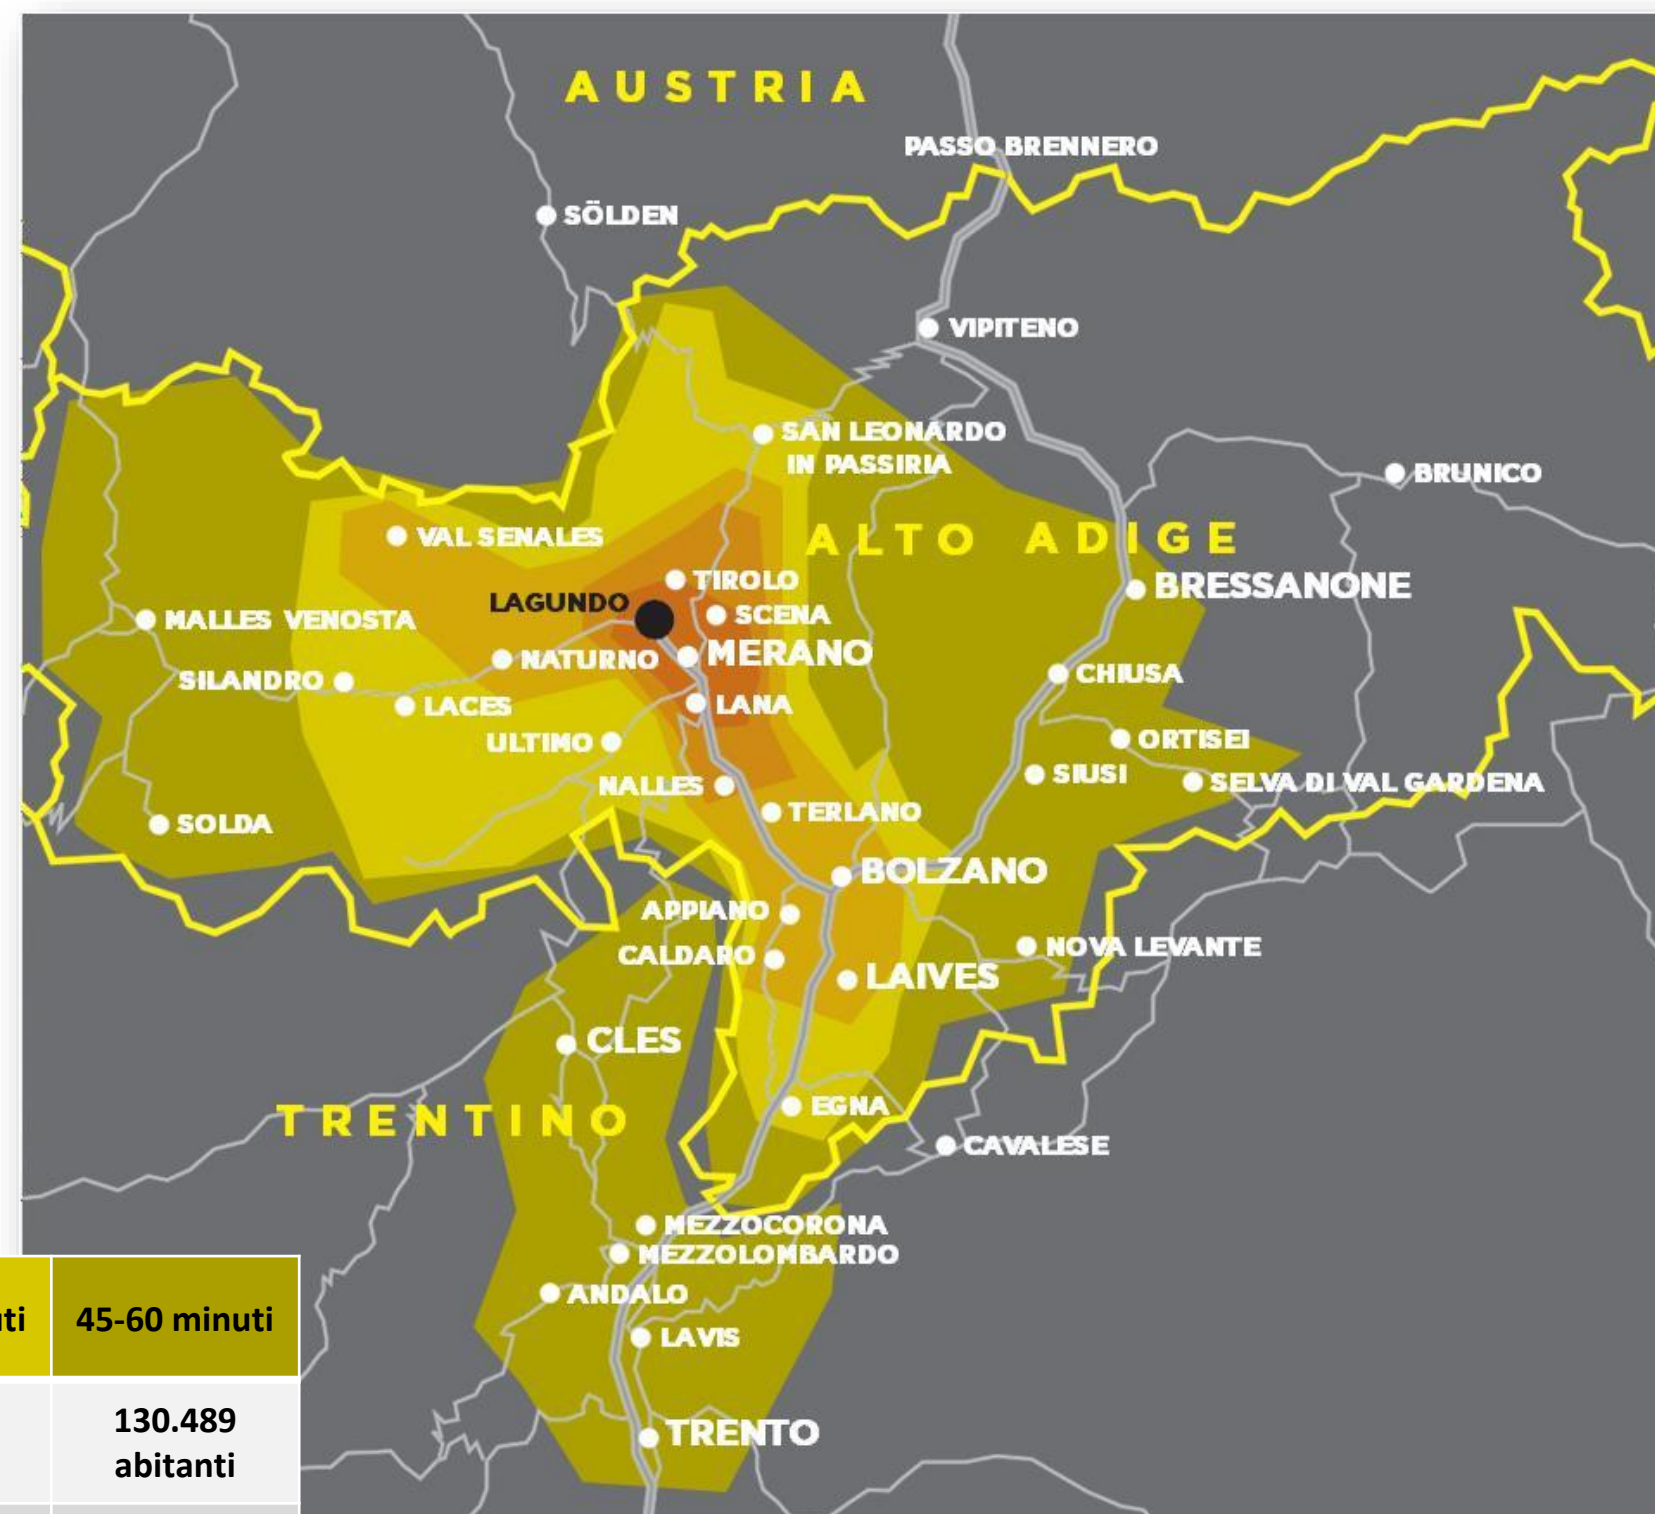 AUSTRIA
PASSO BRENNERO
SÖLDEN
VIPITENO
SAN LEONARDO
IN PASSIRIA
BRUNICO
VAL SENALES
ALTO ADIGE
TIROLO
BRESSANONE
LAGUNDO
SCENA
MALLES VENOSTA
NATURNO
MERANO
SILANDRO
CHIUSA
LACES
LANA
ULTIMO
ORTISEI
SIUSI
NALLES
SELVA DI VAL GARDENA
TERLANO
SOLDA
BOLZANO
APPIANO
NOVA LEVANTE
CALDARO
LAIVES
CLES
EGNA
TRENTINO
CAVALESE
MEZZOCORONA
MEZZOLOMBARDO
ANDALO
LAVIS
TRENTO
45-60 minuti
130.489
abitanti